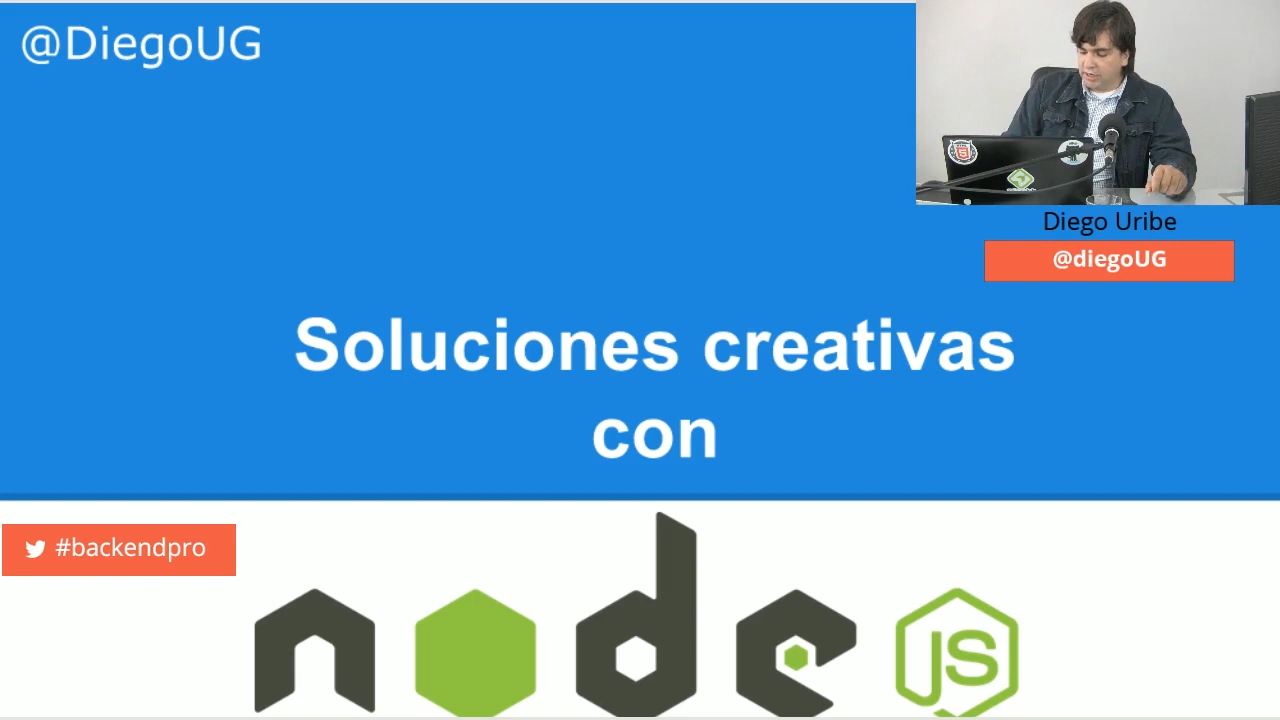 @DiegoUG
Diego Uribe
@diegoUG
Soluciones creativas
con
#backendpro
node
JS